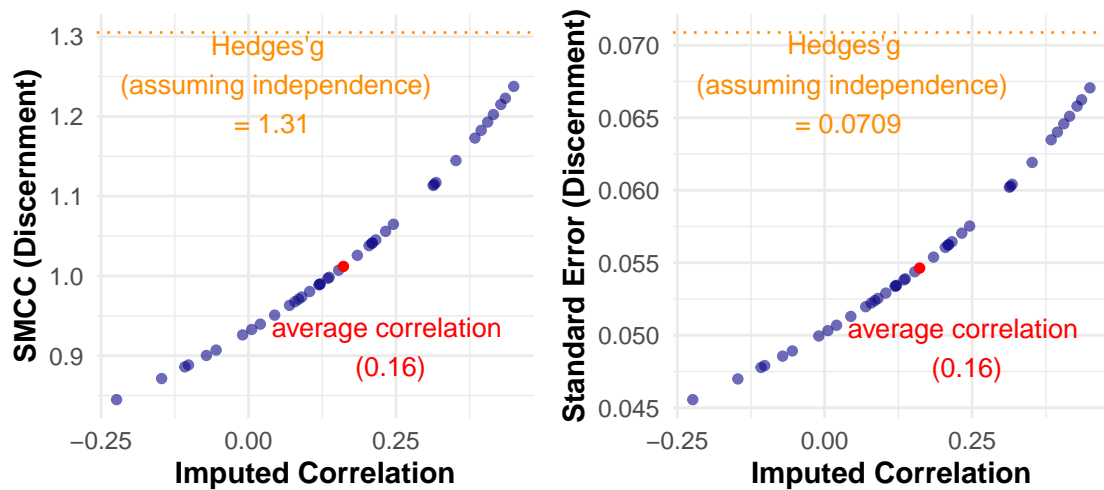 SMCC (Discernment)
1.3
1.2
1.1
1.0
0.9
Hedges'g
(assuming independence)
= 1.31
average correlation
(0.16)
−0.25
0.00
0.25
Imputed Correlation
Standard Error (Discernment)
0.070
0.065
0.060
0.055
0.050
0.045
Hedges'g
(assuming independence)
= 0.0709
average correlation
(0.16)
−0.25
0.00
0.25
Imputed Correlation